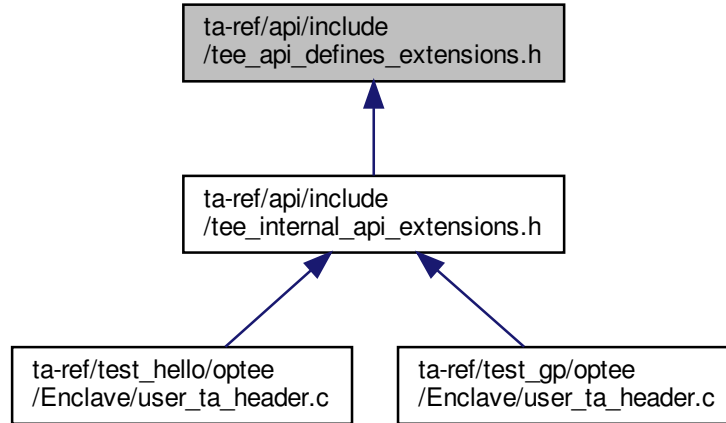 ta-ref/api/include
/tee_api_defines_extensions.h
ta-ref/api/include
/tee_internal_api_extensions.h
ta-ref/test_hello/optee
/Enclave/user_ta_header.c
ta-ref/test_gp/optee
/Enclave/user_ta_header.c